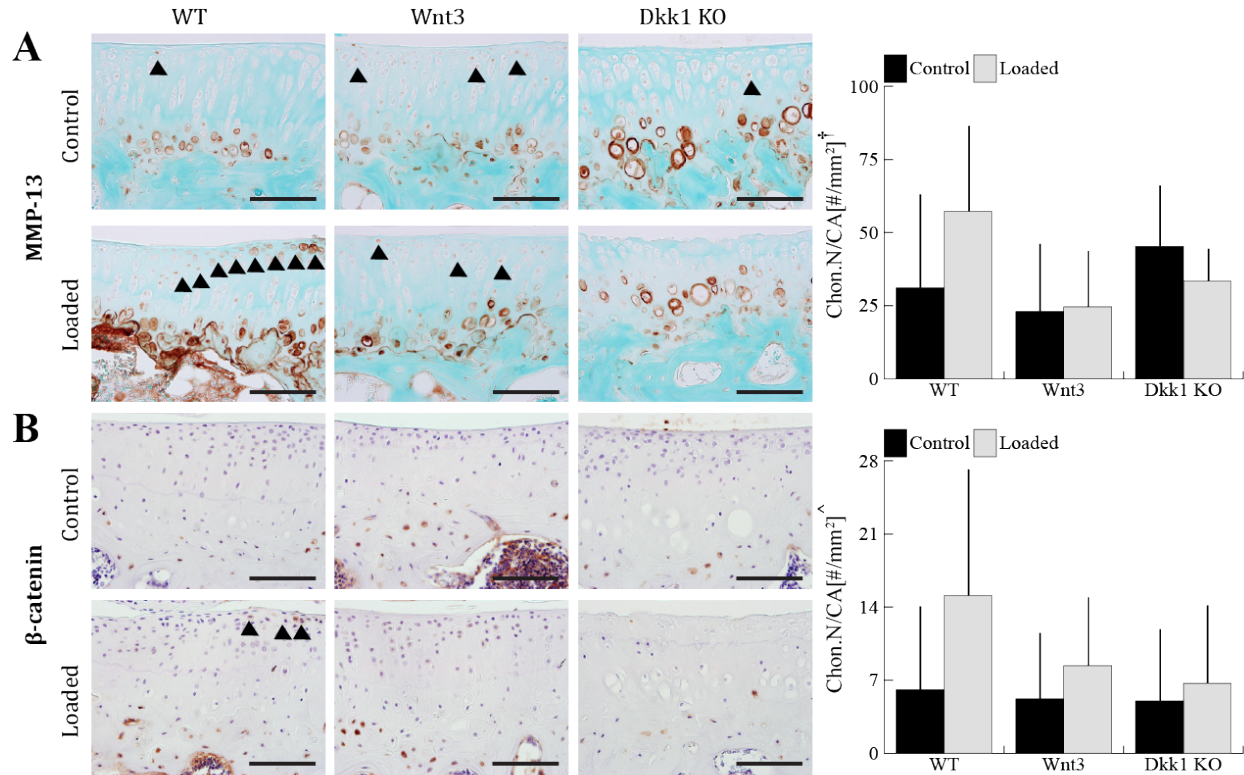 WT Wnt3 Dkk1 KO
A
MMP-13
Control
Loaded
Control Loaded
Chon.N/CA[#/mm²]†
100
75
50
25
0
WT Wnt3 Dkk1 KO
B
β-catenin
Control
Loaded
Control Loaded
Chon.N/CA[#/mm²]^
28
21
14
7
0
WT Wnt3 Dkk1 KO